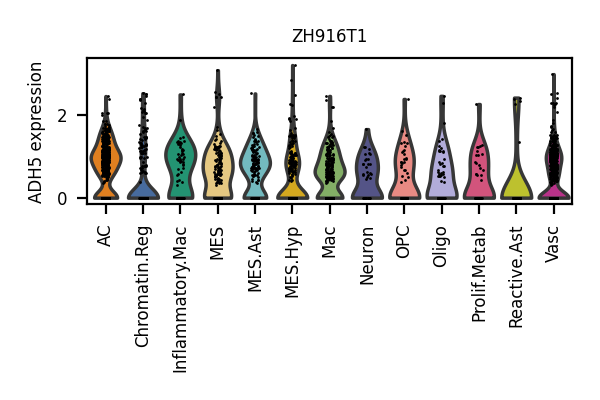 ZH916T1
ADH5 expression
2
0
AC
Chromatin.Reg
Inflammatory.Mac
MES
MES.Ast
MES.Hyp
Mac
Neuron
OPC
Oligo
Prolif.Metab
Reactive.Ast
Vasc